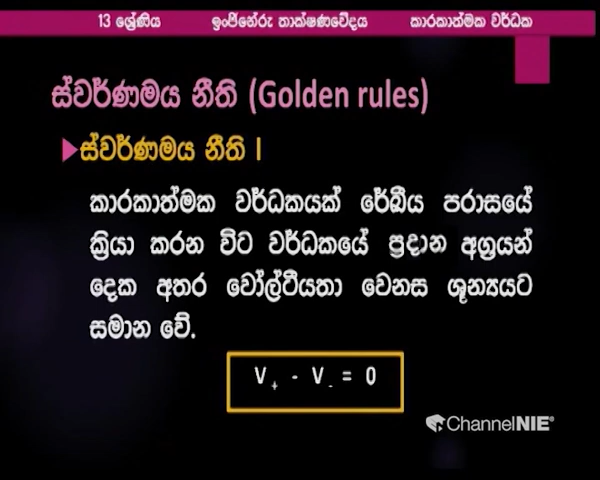 13 ශ්‍රේණිය ඉංජිනේරු තාක්ෂණවේදය කාරකාත්මක වර්ධක
ස්වර්ණමය නීති (Golden rules)
ස්වර්ණමය නීති I
කාරකාත්මක වර්ධකයක් රේඛීය පරාසයේ
ක්‍රියා කරන විට වර්ධකයේ ප්‍රදාන අග්‍රයන්
දෙක අතර වෝල්ටීයතා වෙනස ශූන්‍යයට
සමාන වේ.
V₊ - V₋ = 0
ChannelNIE®